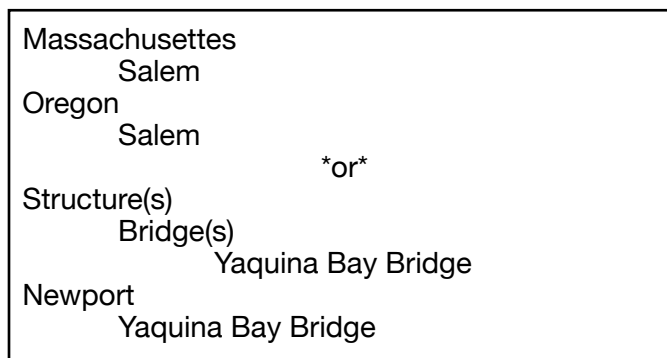 Massachusettes
Salem
Oregon
Salem
*or*
Structure(s)
Bridge(s)
Yaquina Bay Bridge
Newport
Yaquina Bay Bridge